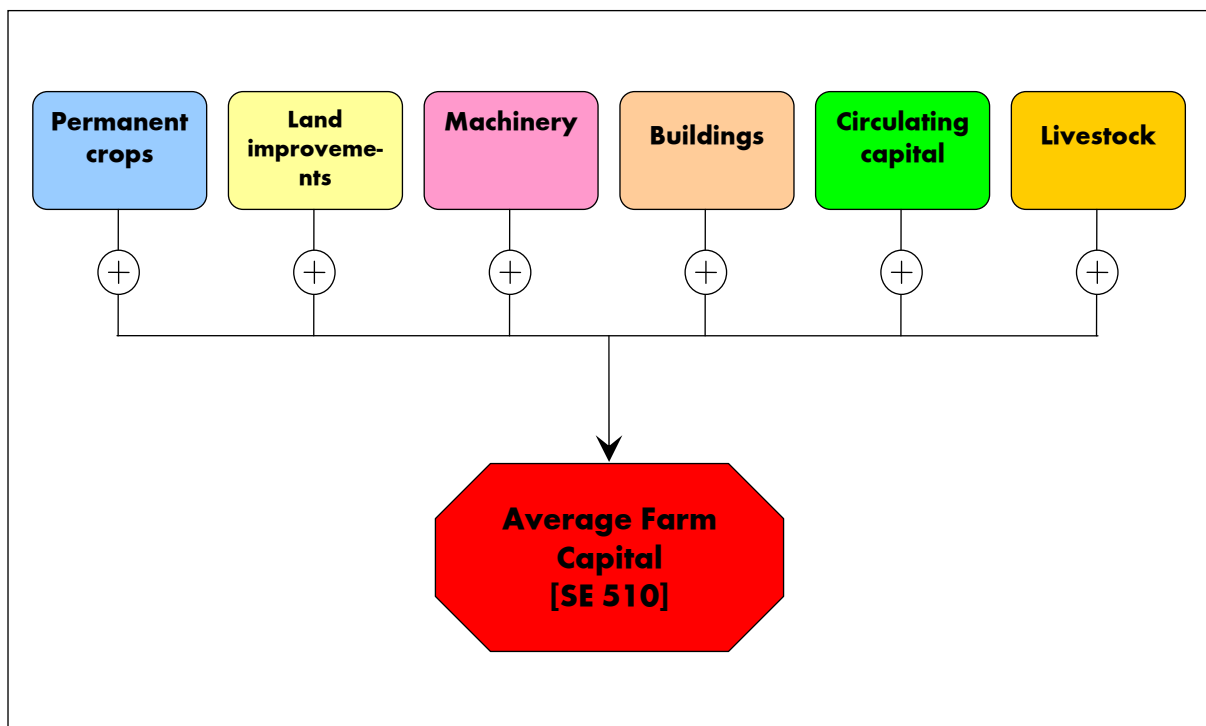 Permanent
crops
Land
improveme-
nts
Machinery
Buildings
Circulating
capital
Livestock
+
+
+
+
+
+
Average Farm
Capital
[SE 510]